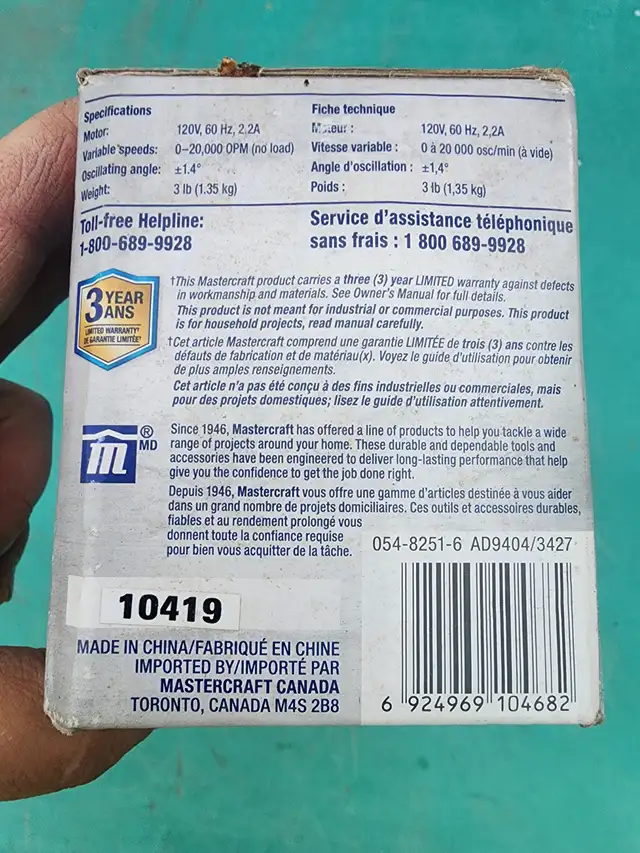 Specifications
Motor: 120V, 60 Hz, 2,2A
Variable speeds: 0–20,000 OPM (no load)
Oscillating angle: ±1.4°
Weight: 3 lb (1,35 kg)
Fiche technique
Moteur : 120V, 60 Hz, 2,2A
Vitesse variable : 0 à 20 000 osc/min (à vide)
Angle d'oscillation : ±1,4°
Poids : 3 lb (1,35 kg)
Toll-free Helpline:
1-800-689-9928
Service d'assistance téléphonique
sans frais : 1 800 689-9928
3 YEAR
ANS
LIMITED WARRANTY†
DE GARANTIE LIMITÉE†
†This Mastercraft product carries a three (3) year LIMITED warranty against defects
in workmanship and materials. See Owner's Manual for full details.
This product is not meant for industrial or commercial purposes. This product
is for household projects, read manual carefully.
†Cet article Mastercraft comprend une garantie LIMITÉE de trois (3) ans contre les
défauts de fabrication et de matériau(x). Voyez le guide d'utilisation pour obtenir
de plus amples renseignements.
Cet article n'a pas été conçu à des fins industrielles ou commerciales, mais
pour des projets domestiques; lisez le guide d'utilisation attentivement.
m ® MD
Since 1946, Mastercraft has offered a line of products to help you tackle a wide
range of projects around your home. These durable and dependable tools and
accessories have been engineered to deliver long-lasting performance that help
give you the confidence to get the job done right.
Depuis 1946, Mastercraft vous offre une gamme d'articles destinée à vous aider
dans un grand nombre de projets domiciliaires. Ces outils et accessoires durables,
fiables et au rendement prolongé vous
donnent toute la confiance requise
pour bien vous acquitter de la tâche.
054-8251-6 AD9404/3427
10419
MADE IN CHINA/FABRIQUÉ EN CHINE
IMPORTED BY/IMPORTÉ PAR
MASTERCRAFT CANADA
TORONTO, CANADA M4S 2B8
6 924969 104682